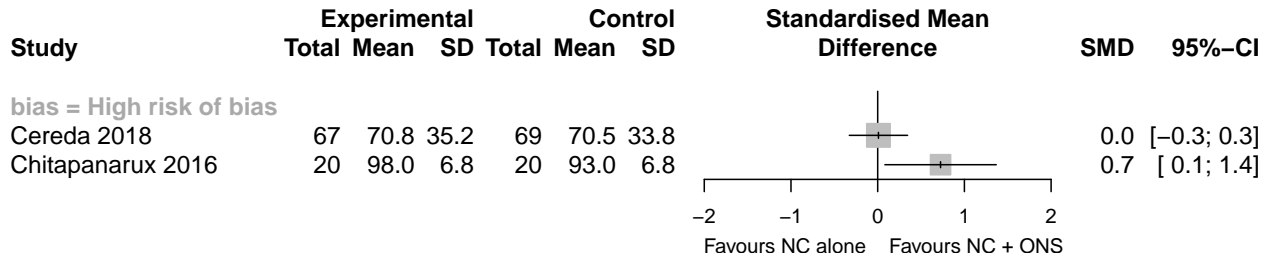 Experimental Control Standardised Mean
Study Total Mean SD Total Mean SD Difference SMD 95%−CI
bias = High risk of bias
Cereda 2018 67 70.8 35.2 69 70.5 33.8 0.0 [−0.3; 0.3]
Chitapanarux 2016 20 98.0 6.8 20 93.0 6.8 0.7 [ 0.1; 1.4]
−2 −1 0 1 2
Favours NC alone Favours NC + ONS